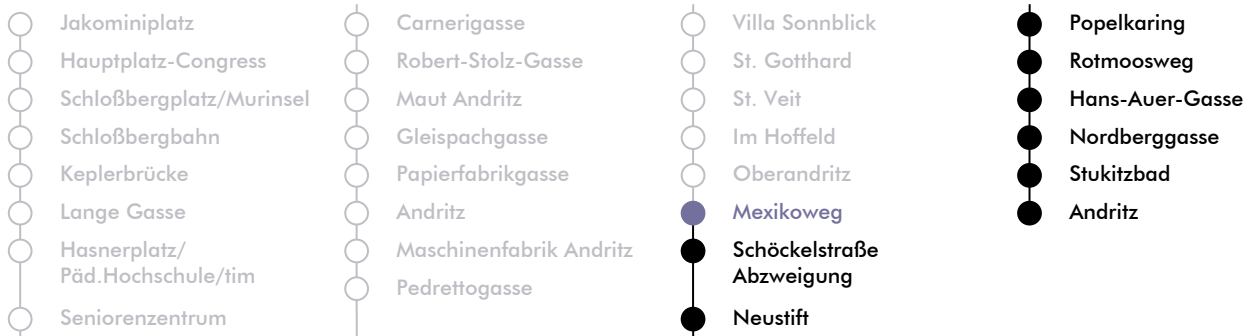 Jakominiplatz
Hauptplatz-Congress
Schloßbergplatz/Murinsel
Schloßbergbahn
Keplerbrücke
Lange Gasse
Hasnerplatz/
Päd.Hochschule/tim
Seniorenzentrum
Carnerigasse
Robert-Stolz-Gasse
Maut Andritz
Gleispachgasse
Papierfabrikgasse
Andritz
Maschinenfabrik Andritz
Pedrettogasse
Villa Sonnblick
St. Gotthard
St. Veit
Im Hoffeld
Oberandritz
Mexikoweg
Schöckelstraße
Abzweigung
Neustift
Popelkaring
Rotmoosweg
Hans-Auer-Gasse
Nordberggasse
Stukitzbad
Andritz